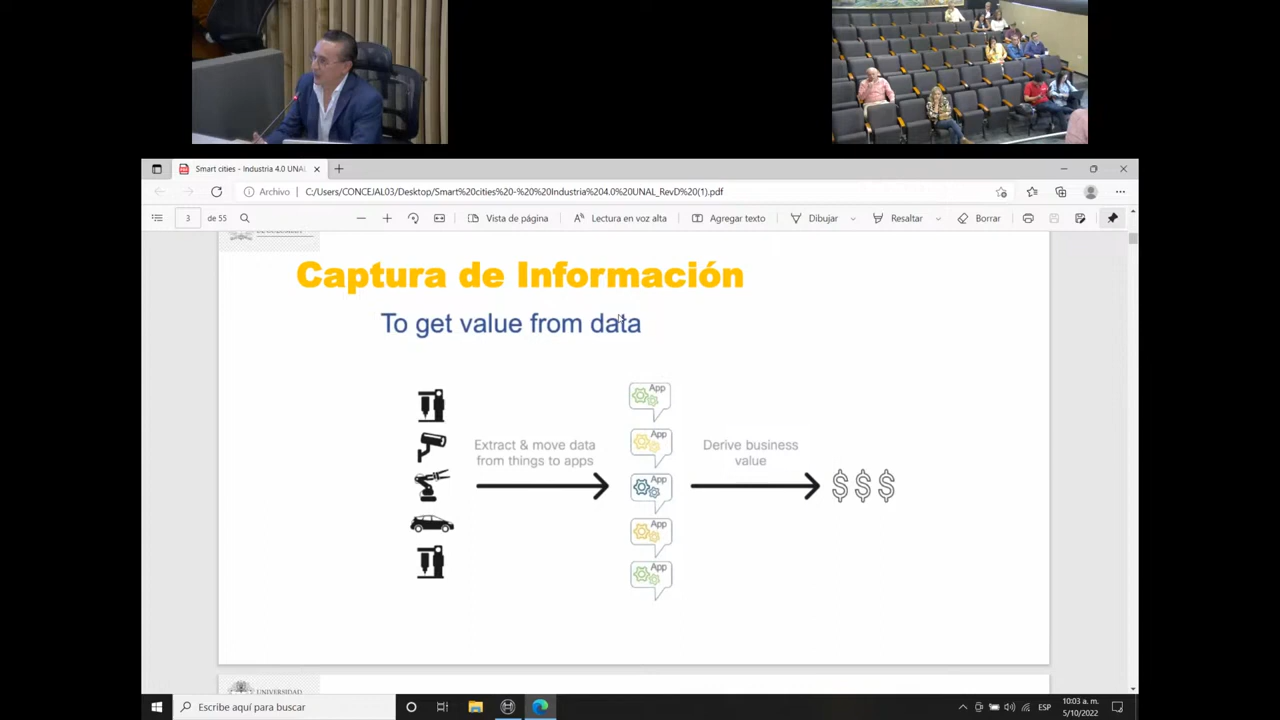 Smart cities - Industria 4.0 UNAL
Archivo
C:/Users/CONCEJAL03/Desktop/Smart%20cities%20-%20%20Industria%204.0%20UNAL_RevD%20(1).pdf
3 de 55
Vista de página
Lectura en voz alta
Agregar texto
Dibujar
Resaltar
Borrar
Captura de Información
To get value from data
App
App
App
App
App
Extract & move data
from things to apps
Derive business
value
$$$
UNIVERSIDAD
Escribe aquí para buscar
ESP
10:03 a. m.
5/10/2022